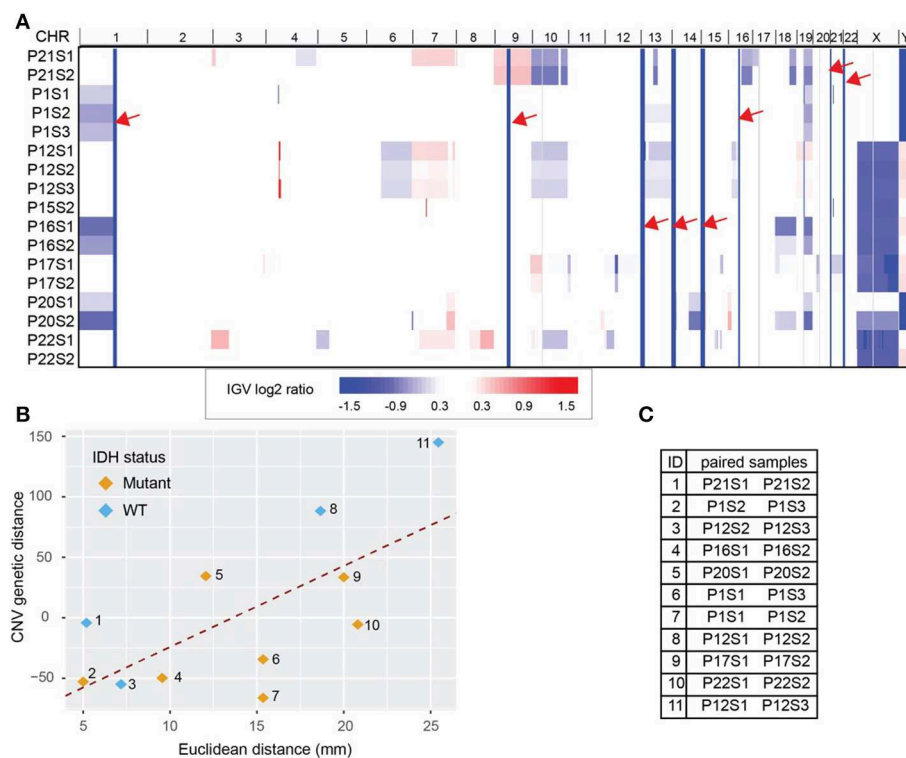 A
CHR 1 2 3 4 5 6 7 8 9 10 11 12 13 14 15 16 17 18 19 20 21 22 X Y
P21S1
P21S2
P1S1
P1S2
P1S3
P12S1
P12S2
P12S3
P15S2
P16S1
P16S2
P17S1
P17S2
P20S1
P20S2
P22S1
P22S2
IGV log2 ratio
-1.5 -0.9 0.3 0.3 0.9 1.5
B
150
100
50
0
−50
CNV genetic distance
IDH status
Mutant
WT
11
8
5
9
1
10
6
2
3
4
7
5 10 15 20 25
Euclidean distance (mm)
C
ID paired samples
1 P21S1 P21S2
2 P1S2 P1S3
3 P12S2 P12S3
4 P16S1 P16S2
5 P20S1 P20S2
6 P1S1 P1S3
7 P1S1 P1S2
8 P12S1 P12S2
9 P17S1 P17S2
10 P22S1 P22S2
11 P12S1 P12S3